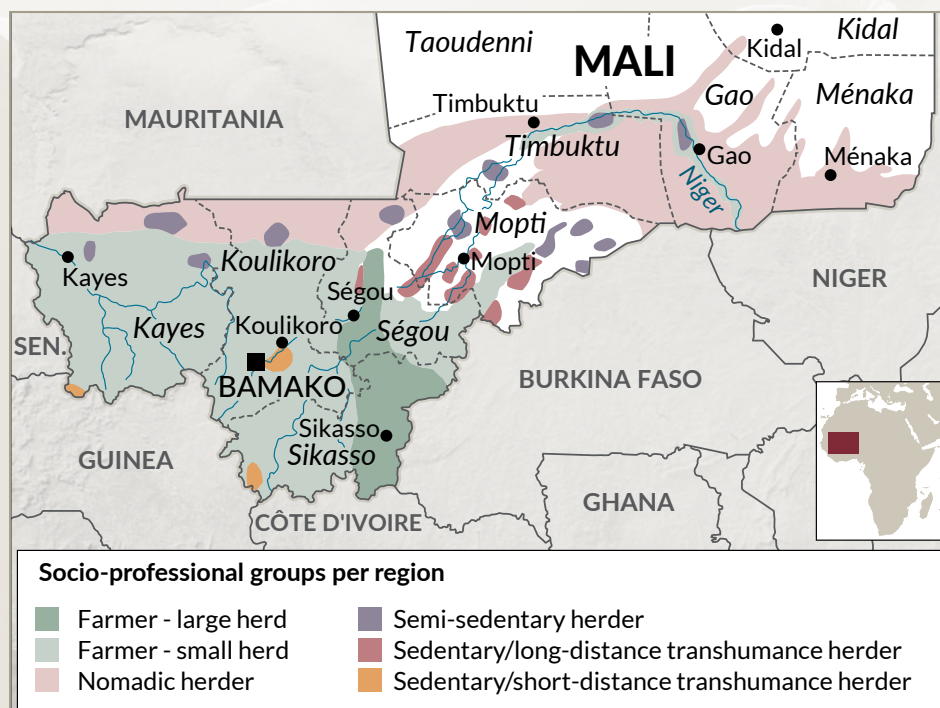 Taoudenni
MALI
Kidal
Kidal
MAURITANIA
Timbuktu
Gao
Ménaka
Timbuktu
Gao
Ménaka
Niger
Mopti
Koulikoro
Mopti
Kayes
Ségou
NIGER
Kayes
Koulikoro
Ségou
SEN.
BAMAKO
BURKINA FASO
Sikasso
Sikasso
GUINEA
GHANA
CÔTE D'IVOIRE
Socio-professional groups per region
Farmer - large herd
Farmer - small herd
Nomadic herder
Semi-sedentary herder
Sedentary/long-distance transhumance herder
Sedentary/short-distance transhumance herder